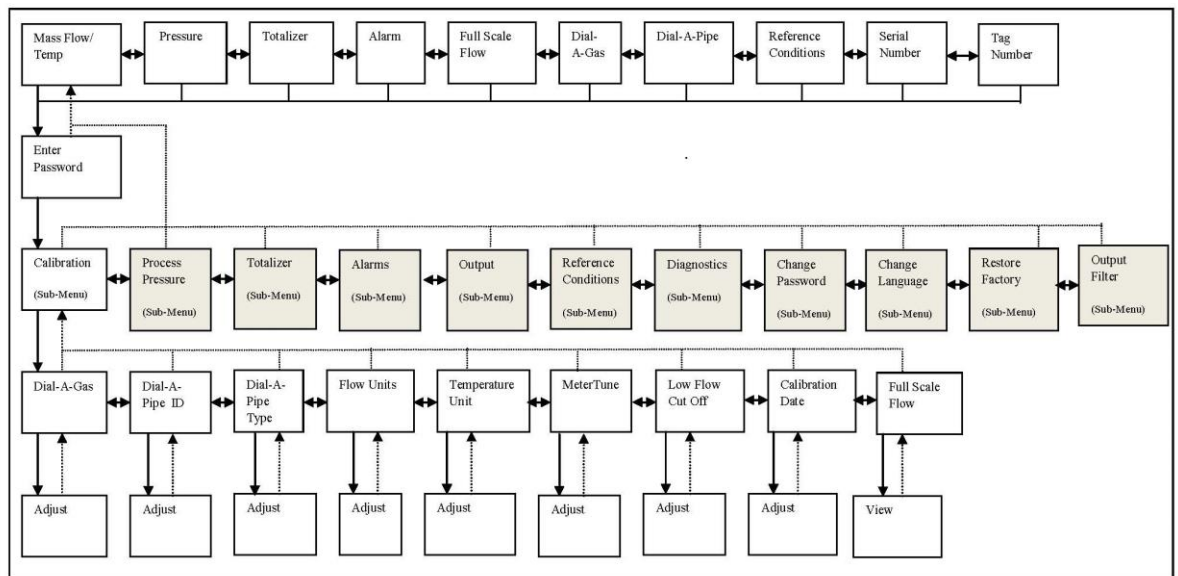 Mass Flow/
Temp
Pressure
Totalizer
Alarm
Full Scale
Flow
Dial-
A-Gas
Dial-A-Pipe
Reference
Conditions
Serial
Number
Tag
Number
Enter
Password
Calibration
(Sub-Menu)
Process
Pressure
(Sub-Menu)
Totalizer
(Sub-Menu)
Alarms
(Sub-Menu)
Output
(Sub-Menu)
Reference
Conditions
(Sub-Menu)
Diagnostics
(Sub-Menu)
Change
Password
(Sub-Menu)
Change
Language
(Sub-Menu)
Restore
Factory
(Sub-Menu)
Output
Filter
(Sub-Menu)
Dial-A-Gas
Dial-A-
Pipe ID
Dial-A-
Pipe
Type
Flow Units
Temperature
Unit
MeterTune
Low Flow
Cut Off
Calibration
Date
Full Scale
Flow
Adjust
Adjust
Adjust
Adjust
Adjust
Adjust
Adjust
Adjust
View